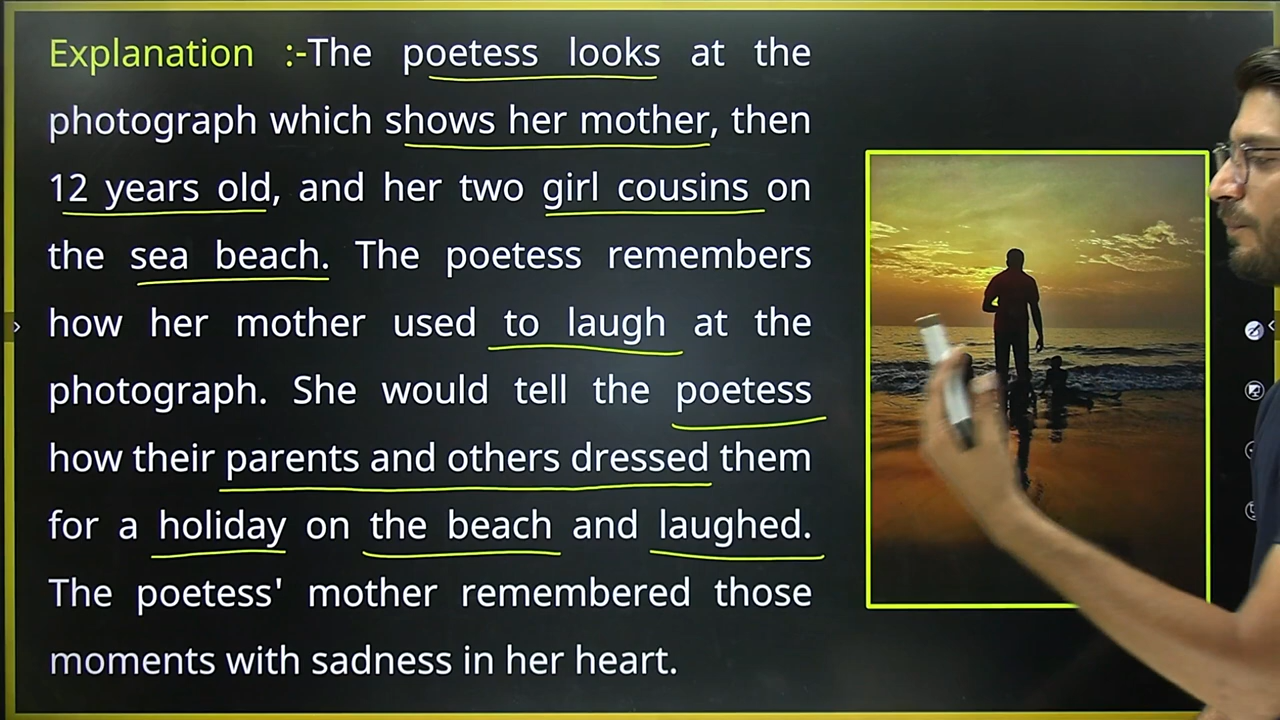 Explanation :-The poetess looks at the
photograph which shows her mother, then
12 years old, and her two girl cousins on
the sea beach. The poetess remembers
how her mother used to laugh at the
photograph. She would tell the poetess
how their parents and others dressed them
for a holiday on the beach and laughed.
The poetess' mother remembered those
moments with sadness in her heart.